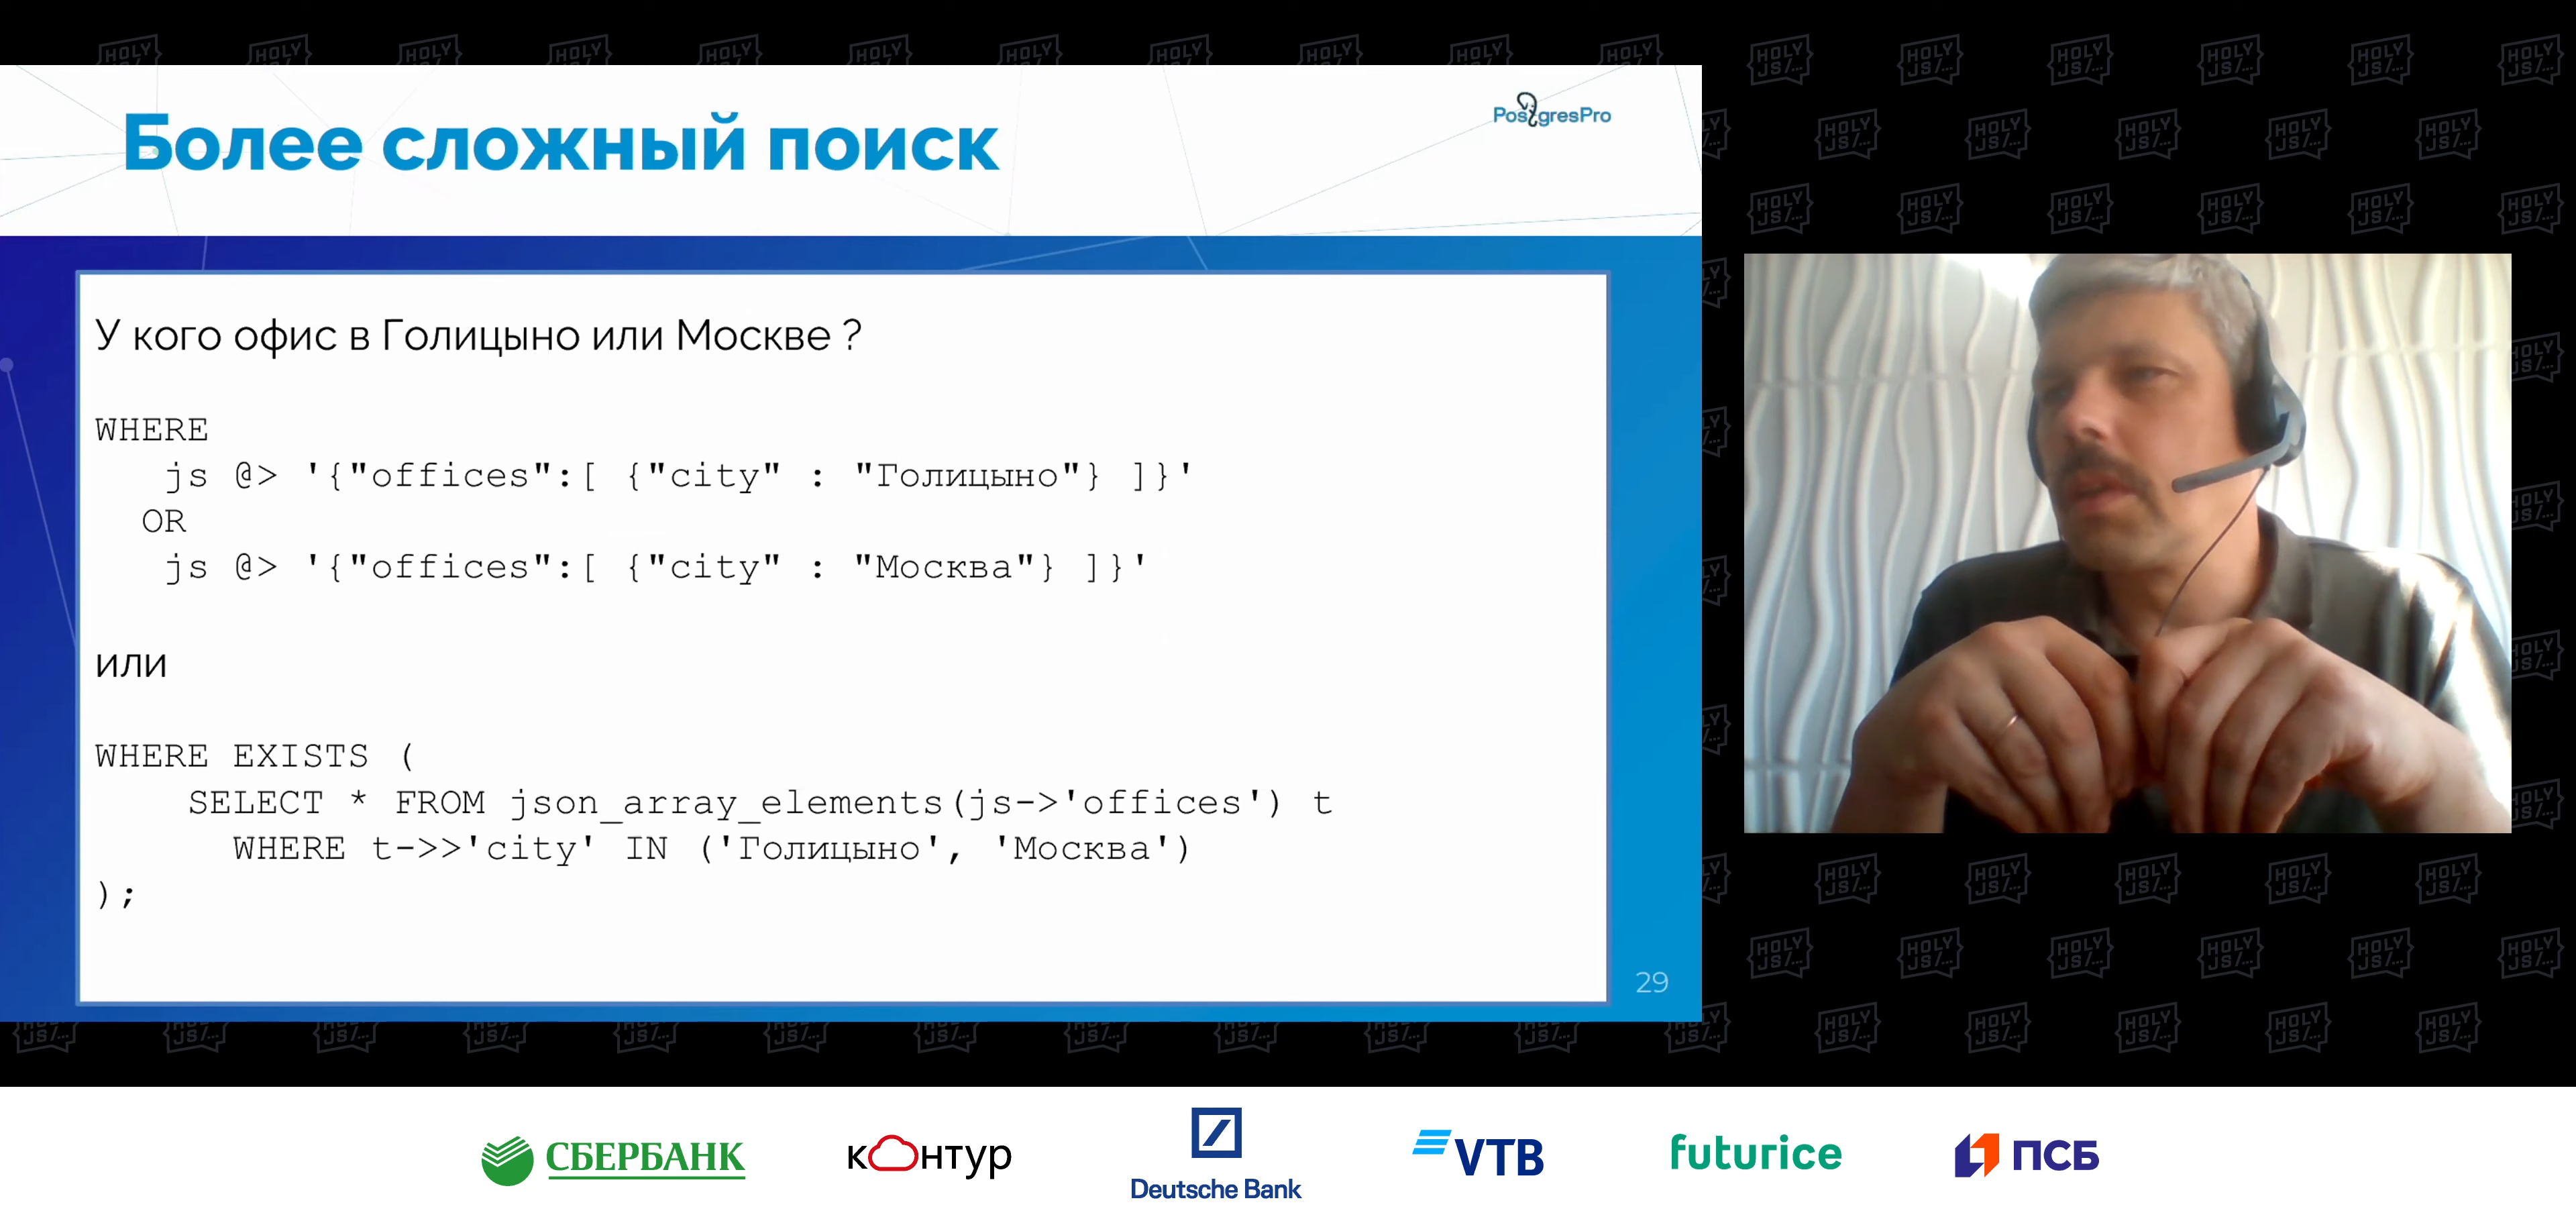 Более сложный поиск
PostgresPro
У кого офис в Голицыно или Москве ?
WHERE
js @> '{"offices":[ {"city" : "Голицыно"} ]}'
OR
js @> '{"offices":[ {"city" : "Москва"} ]}'
или
WHERE EXISTS (
SELECT * FROM json_array_elements(js->'offices') t
WHERE t->>'city' IN ('Голицыно', 'Москва')
);
29
HOLY
JS/...
СБЕРБАНК
контур
Deutsche Bank
VTB
futurice
ПСБ